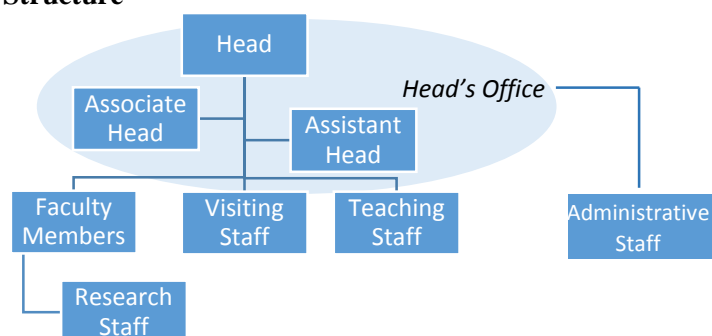 Structure
Head
Head's Office
Associate
Head
Assistant
Head
Faculty
Members
Visiting
Staff
Teaching
Staff
Administrative
Staff
Research
Staff